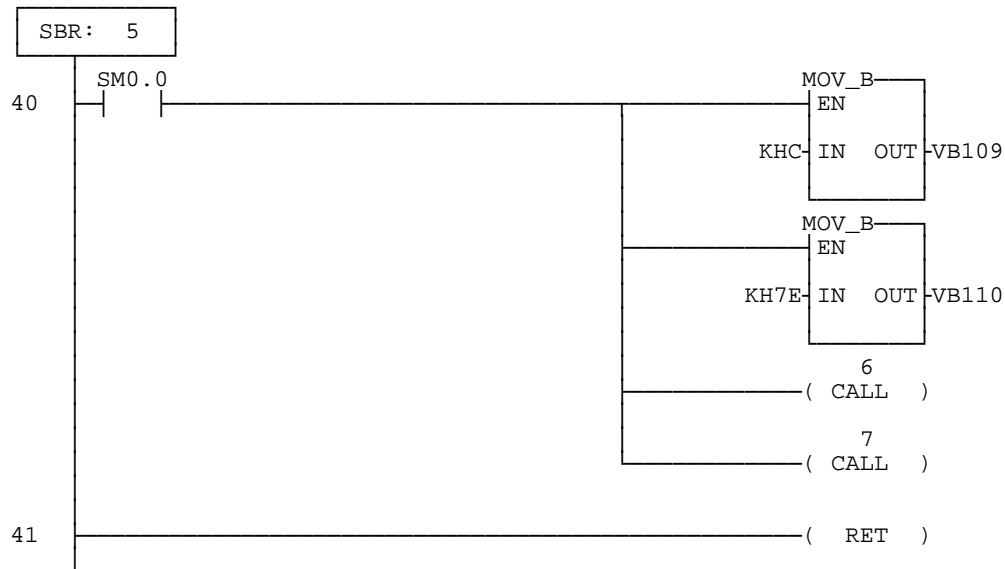 SBR: 5
SM0.0
MOV_B
40
EN
KHC IN OUT VB109
MOV_B
EN
KH7E IN OUT VB110
6
( CALL )
7
( CALL )
41 ( RET )